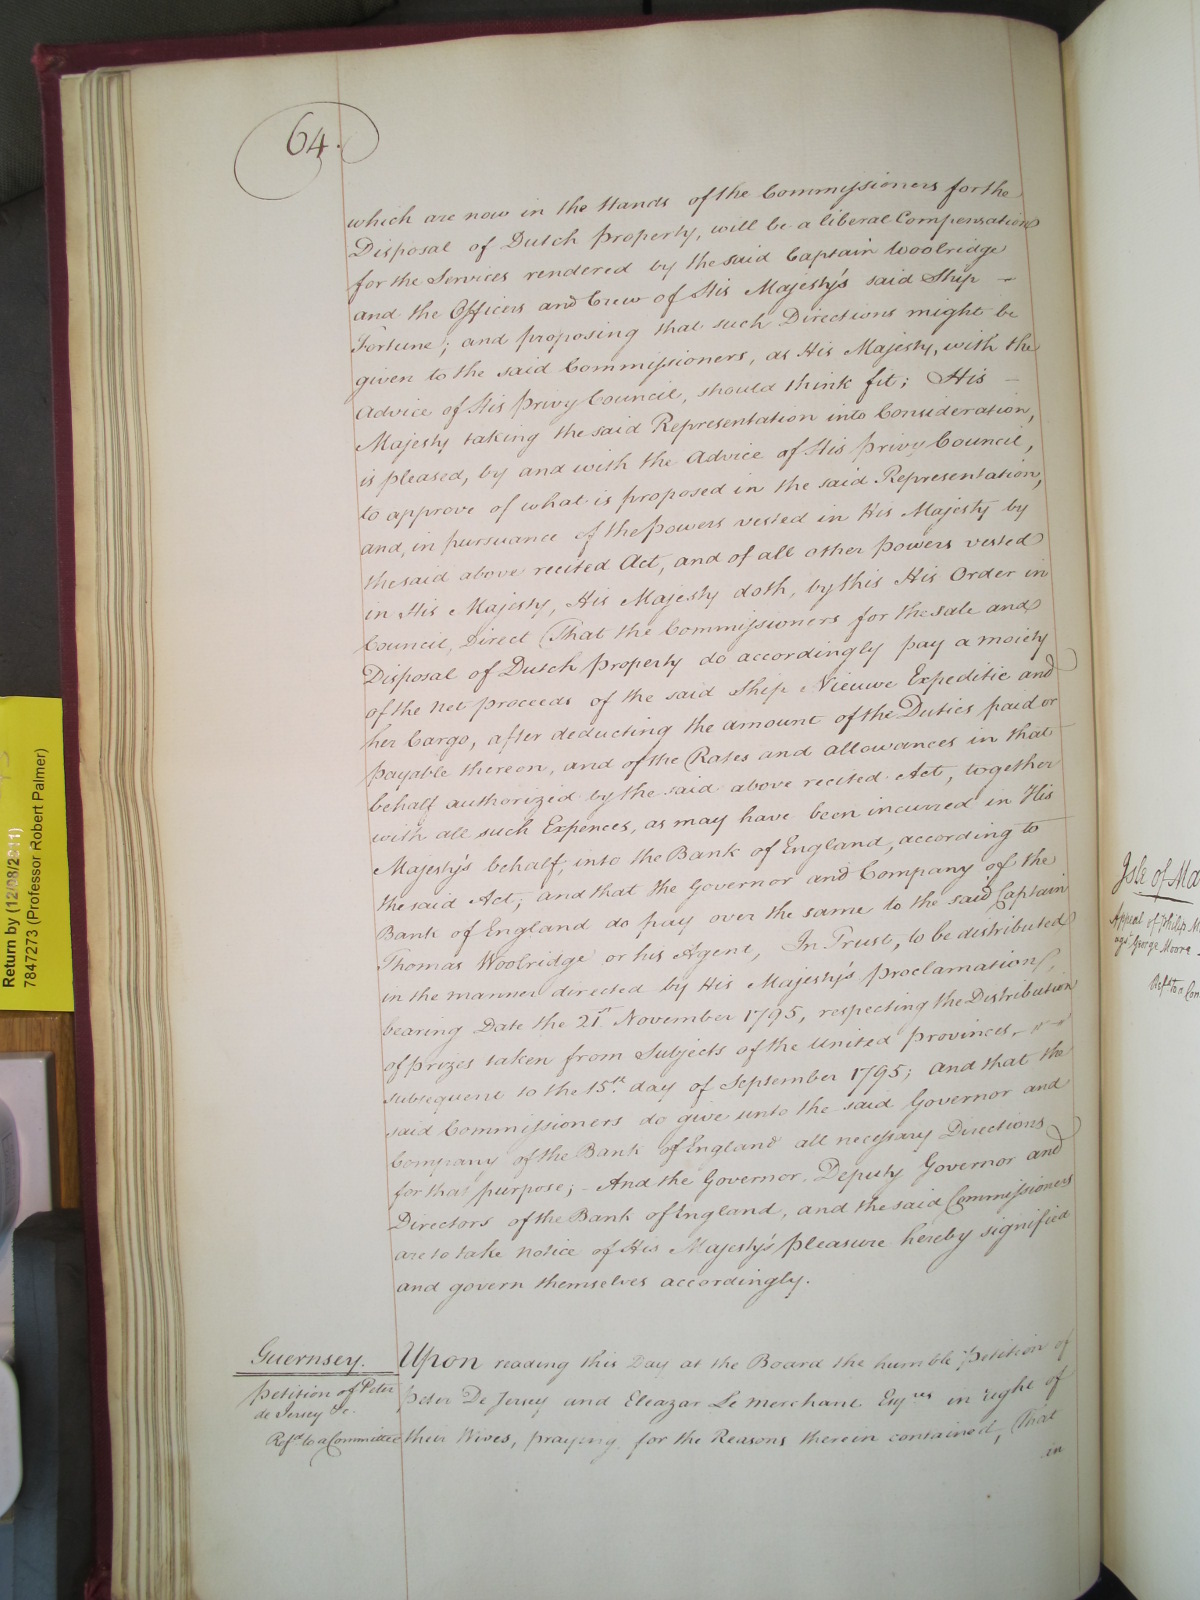 64.
which are now in the Hands of the Commissioners for the
Disposal of Dutch property, will be a liberal Compensation
for the Services rendered by the said Captain Woolridge
and the Officers and Crew of His Majesty's said Ship
Fortune; and proposing that such Directions might be
given to the said Commissioners, as His Majesty, with the
Advice of His Privy Council, should think fit; His
Majesty taking the said Representation into Consideration,
is pleased, by and with the Advice of His Privy Council,
to approve of what is proposed in the said Representation,
and, in pursuance of the Powers vested in His Majesty by
the said above recited Act, and of all other powers vested
in His Majesty, His Majesty doth, by this His Order in
Council, Direct That the Commissioners for the Sale and
Disposal of Dutch property do accordingly pay a moiety
of the net proceeds of the said Ship Nieuwe Expeditie and
her Cargo, after deducting the amount of the Duties paid or
payable thereon, and of the Rates and allowances in that
behalf authorized by the said above recited Act, together
with all such Expences, as may have been incurred in His
Majesty's behalf, into the Bank of England, according to
the said Act; and that the Governor and Company of the
Bank of England do pay over the same to the said Captain
Thomas Woolridge or his Agent, In Trust, to be distributed
in the manner directed by His Majesty's Proclamation,
bearing Date the 21st November 1795, respecting the Distribution
of prizes taken from Subjects of the United Provinces,
subsequent to the 15th day of September 1795; and that the
said Commissioners do give unto the said Governor and
Company of the Bank of England all necessary Directions
for that purpose; - And the Governor, Deputy Governor and
Directors of the Bank of England, and the said Commissioners
are to take notice of His Majesty's pleasure hereby signified
and govern themselves accordingly.
Guernsey.
Petition of Peter
de Jersey &c.
Refd to a Committee
Upon reading this Day at the Board the humble Petition of
Peter De Jersey and Eleazar Le Merchant Esqres in right of
their Wives, praying for the Reasons therein contained, That
in
Isle of Ma
Appeal of Philip M
agt George Moore
Refd to a Com
Return by (12/08/2011)
7847273 (Professor Robert Palmer)